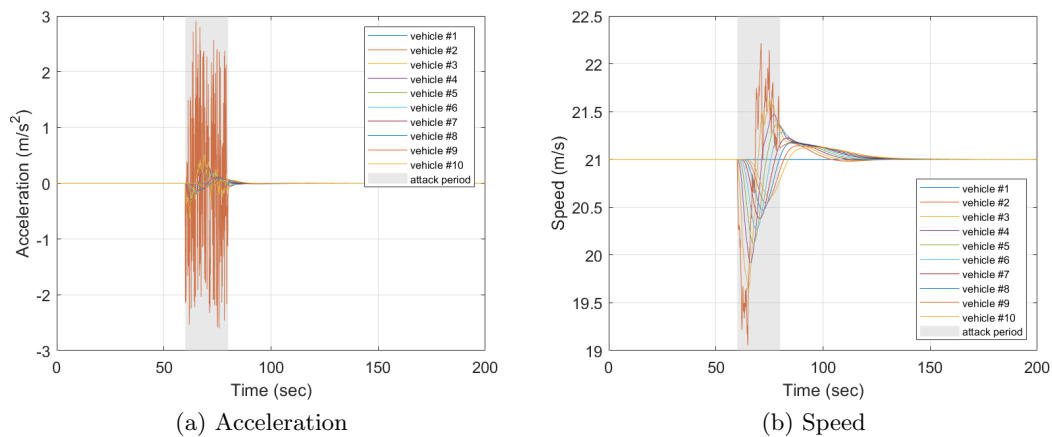 3
2
1
0
-1
-2
-3
Acceleration (m/s²)
0
50
100
150
200
Time (sec)
vehicle #1
vehicle #2
vehicle #3
vehicle #4
vehicle #5
vehicle #6
vehicle #7
vehicle #8
vehicle #9
vehicle #10
attack period
(a) Acceleration
22.5
22
21.5
21
20.5
20
19.5
19
Speed (m/s)
0
50
100
150
200
Time (sec)
vehicle #1
vehicle #2
vehicle #3
vehicle #4
vehicle #5
vehicle #6
vehicle #7
vehicle #8
vehicle #9
vehicle #10
attack period
(b) Speed